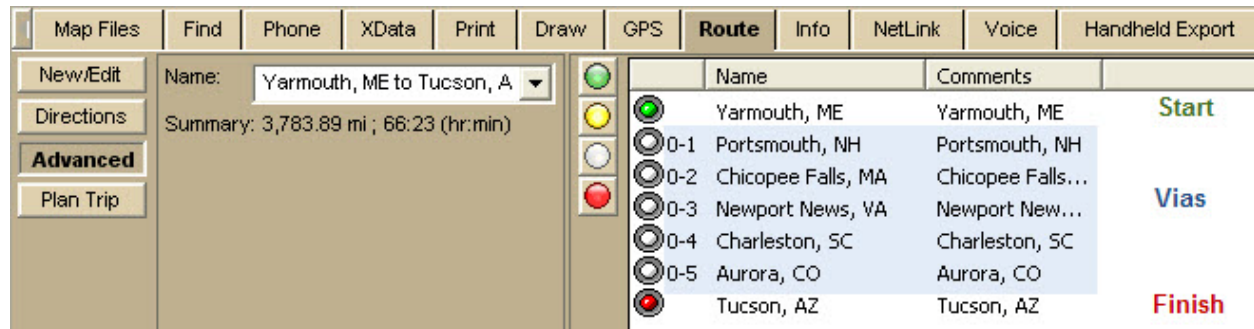 Map Files Find Phone XData Print Draw GPS Route Info NetLink Voice Handheld Export
New/Edit
Directions
Advanced
Plan Trip
Name: Yarmouth, ME to Tucson, A
Summary: 3,783.89 mi ; 66:23 (hr:min)
Name Comments
Yarmouth, ME Yarmouth, ME Start
0-1 Portsmouth, NH Portsmouth, NH
0-2 Chicopee Falls, MA Chicopee Falls...
0-3 Newport News, VA Newport New... Vias
0-4 Charleston, SC Charleston, SC
0-5 Aurora, CO Aurora, CO
Tucson, AZ Tucson, AZ Finish